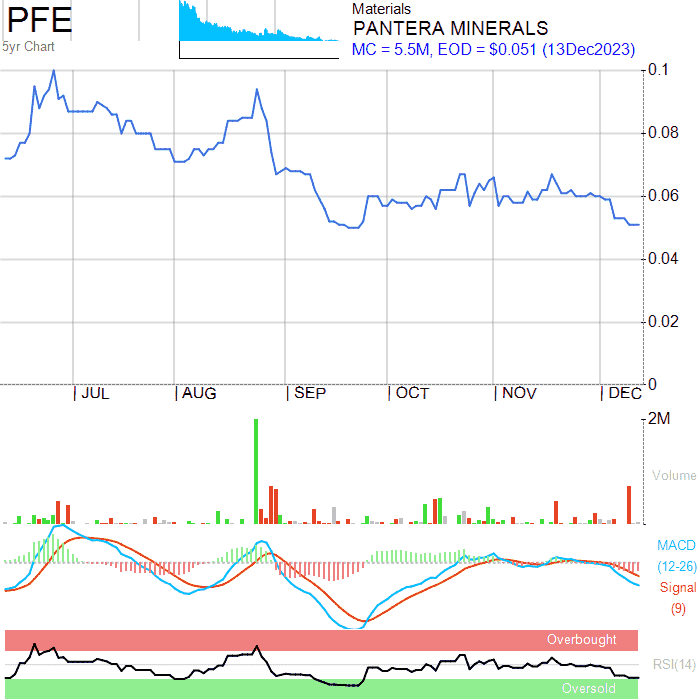 PFE
5yr Chart
Materials
PANTERA MINERALS
MC = 5.5M, EOD = $0.051 (13Dec2023)
0.1
0.08
0.06
0.04
0.02
0
| JUL | AUG | SEP | OCT | NOV | DEC
2M
Volume
MACD
(12-26)
Signal
(9)
Overbought
RSI(14)
Oversold